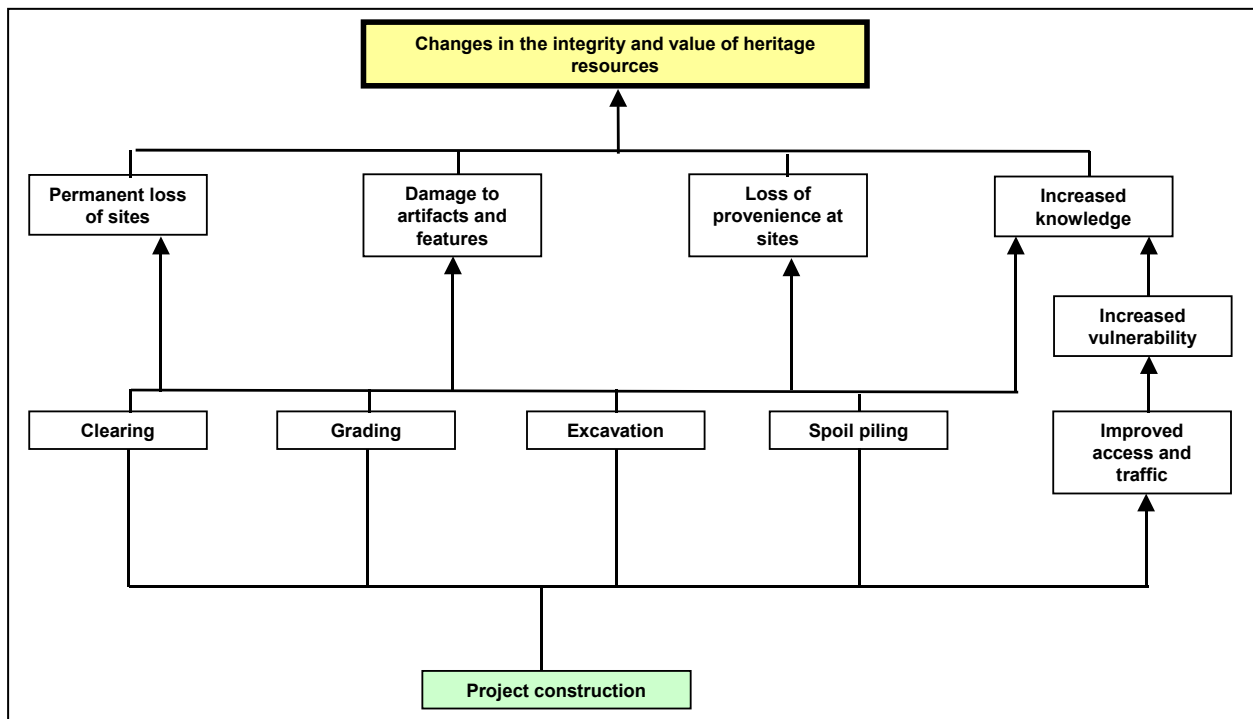 Changes in the integrity and value of heritage
resources
Permanent loss
of sites
Damage to
artifacts and
features
Loss of
provenience at
sites
Increased
knowledge
Increased
vulnerability
Clearing
Grading
Excavation
Spoil piling
Improved
access and
traffic
Project construction